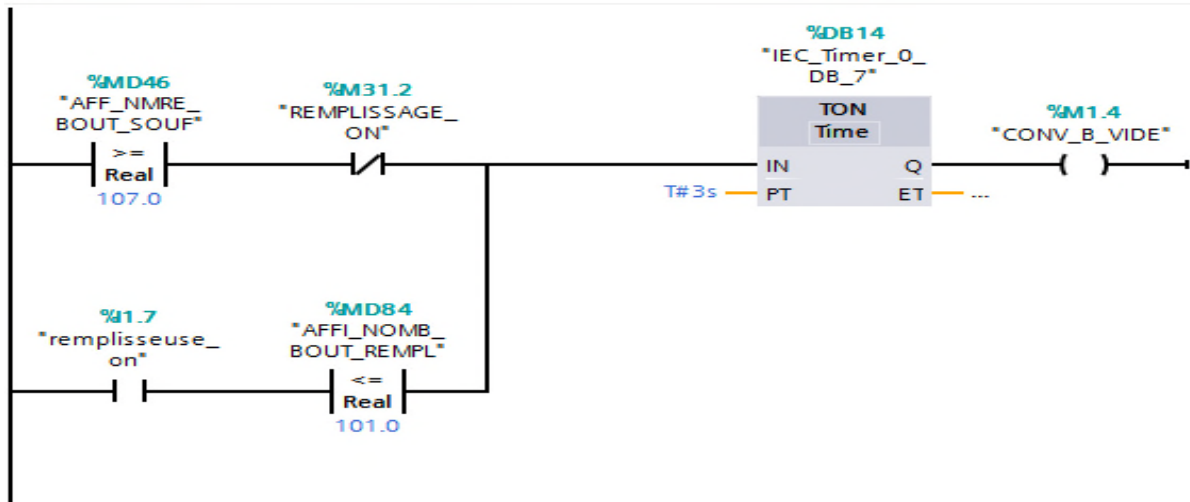 %DB14
"IEC_Timer_0_
DB_7"
%MD46
"AFF_NMRE_
BOUT_SOUF"
%M31.2
"REMPLISSAGE_
ON"
TON
Time
%M1.4
"CONV_B_VIDE"
>=
Real
107.0
IN
Q
T#3s
PT
ET
...
%I1.7
"remplisseuse_
on"
%MD84
"AFFI_NOMB_
BOUT_REMPL"
<=
Real
101.0